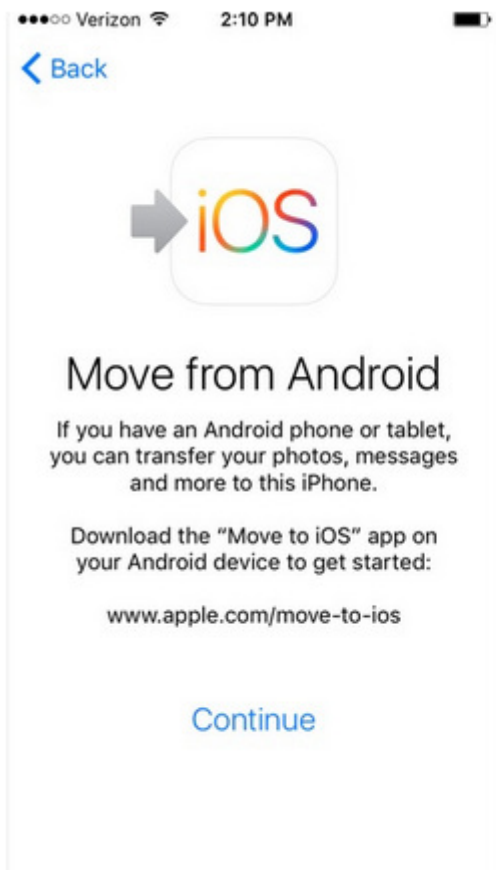 Verizon 2:10 PM
Back
iOS
Move from Android
If you have an Android phone or tablet,
you can transfer your photos, messages
and more to this iPhone.
Download the “Move to iOS” app on
your Android device to get started:
www.apple.com/move-to-ios
Continue